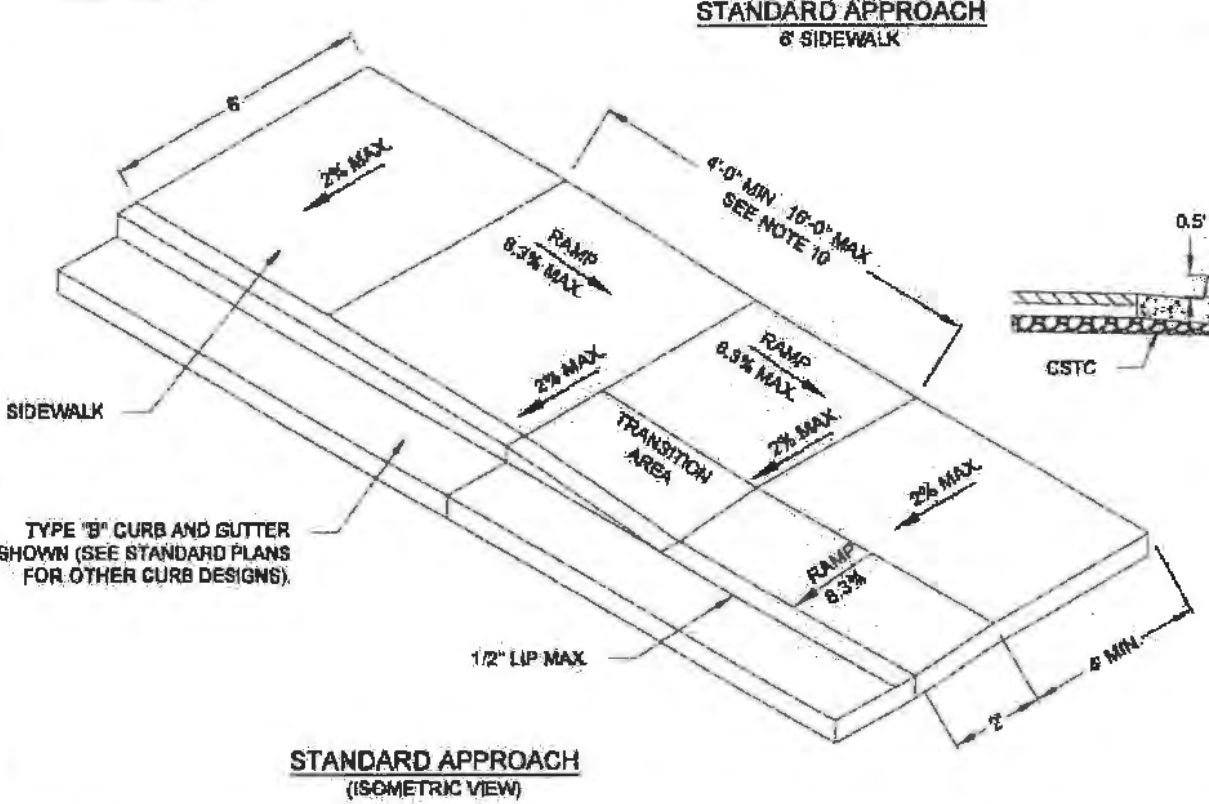 STANDARD APPROACH
6' SIDEWALK
6'
2% MAX.
4'-0" MIN 16'-0" MAX
SEE NOTE 10
RAMP
8.3% MAX.
0.5'
CSTC
RAMP
8.3% MAX.
2% MAX.
SIDEWALK
TRANSITION
AREA
2% MAX.
2% MAX.
TYPE "B" CURB AND GUTTER
SHOWN (SEE STANDARD PLANS
FOR OTHER CURB DESIGNS).
RAMP
8.3%
1/2" LIP MAX
4' MIN.
2'
STANDARD APPROACH
(ISOMETRIC VIEW)